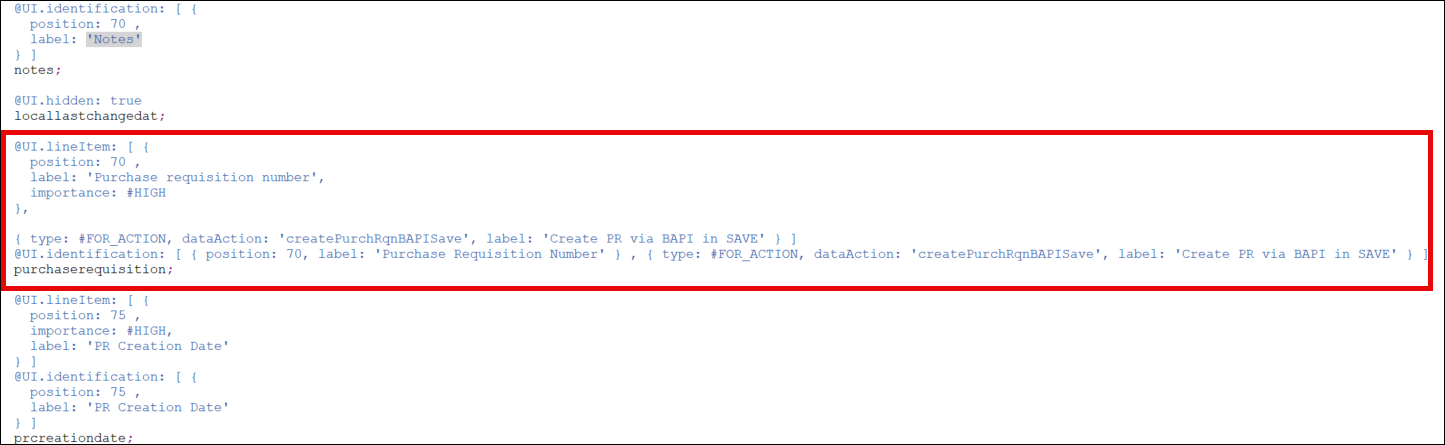 @UI.identification: [ {
position: 70 ,
label: 'Notes'
} ]
notes;
@UI.hidden: true
locallastchangedat;
@UI.lineItem: [ {
position: 70 ,
label: 'Purchase requisition number',
importance: #HIGH
},
{ type: #FOR_ACTION, dataAction: 'createPurchRqnBAPISave', label: 'Create PR via BAPI in SAVE' } ]
@UI.identification: [ { position: 70, label: 'Purchase Requisition Number' } , { type: #FOR_ACTION, dataAction: 'createPurchRqnBAPISave', label: 'Create PR via BAPI in SAVE' } ]
purchaserequisition;
@UI.lineItem: [ {
position: 75 ,
importance: #HIGH,
label: 'PR Creation Date'
} ]
@UI.identification: [ {
position: 75 ,
label: 'PR Creation Date'
} ]
prcreationdate;